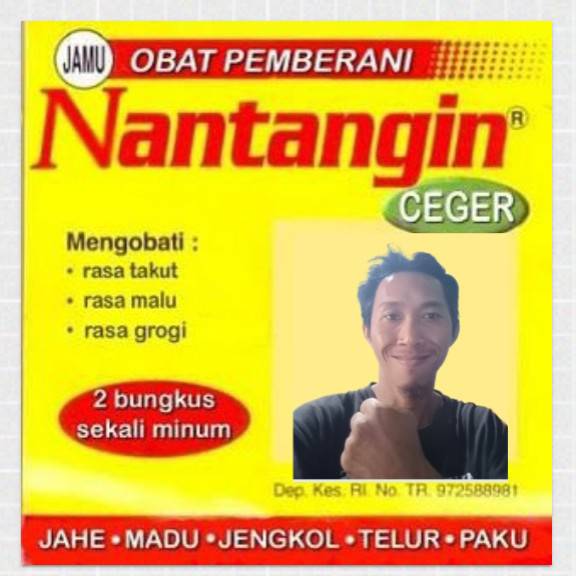 JAMU OBAT PEMBERANI
Nantangin®
CEGER
Mengobati :
• rasa takut
• rasa malu
• rasa grogi
2 bungkus
sekali minum
Dep. Kes. RI. No. TR. 972588981
JAHE • MADU • JENGKOL • TELUR • PAKU